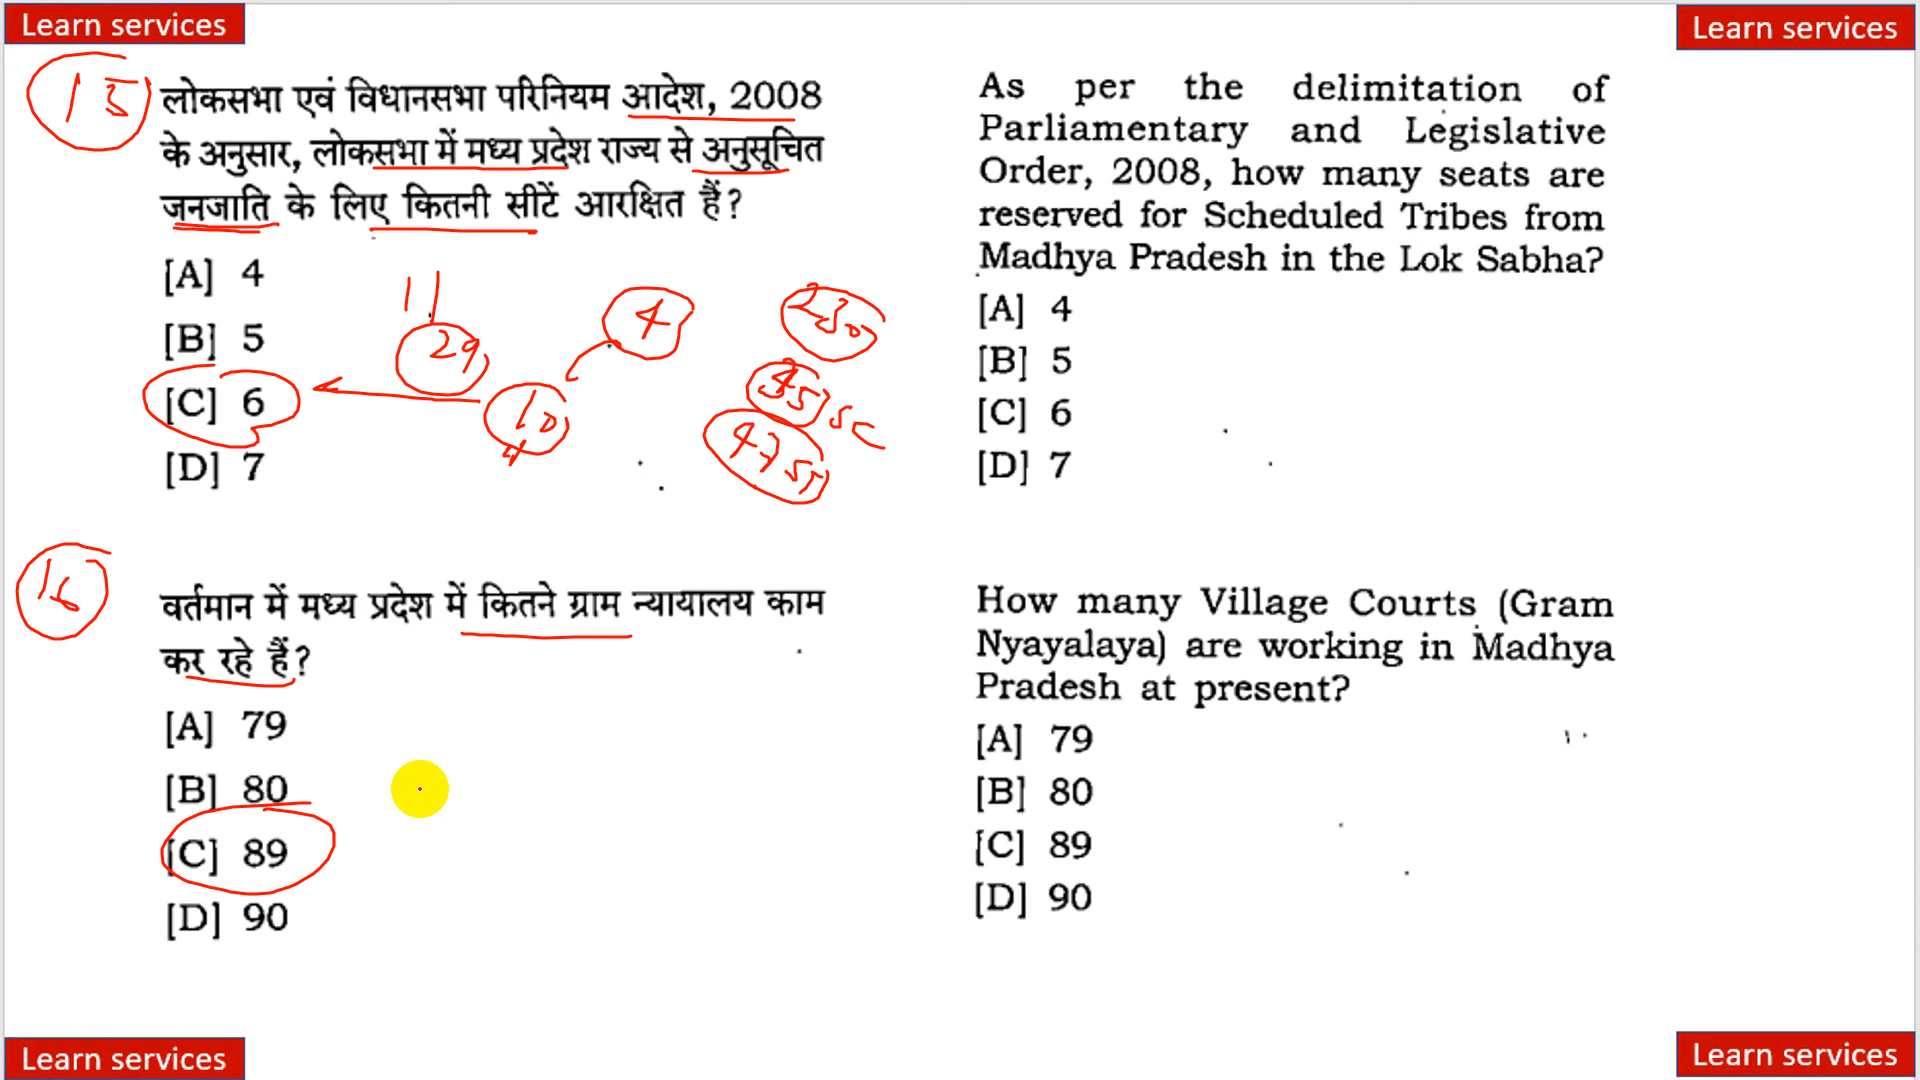 Learn services
Learn services
15
लोकसभा एवं विधानसभा परिनियम आदेश, 2008
के अनुसार, लोकसभा में मध्य प्रदेश राज्य से अनुसूचित
जनजाति के लिए कितनी सीटें आरक्षित हैं?
[A] 4
[B] 5
[C] 6
[D] 7
11
29
4
10
4
230
35 SC
47 ST
As per the delimitation of
Parliamentary and Legislative
Order, 2008, how many seats are
reserved for Scheduled Tribes from
Madhya Pradesh in the Lok Sabha?
[A] 4
[B] 5
[C] 6
[D] 7
16
वर्तमान में मध्य प्रदेश में कितने ग्राम न्यायालय काम
कर रहे हैं?
[A] 79
[B] 80
[C] 89
[D] 90
How many Village Courts (Gram
Nyayalaya) are working in Madhya
Pradesh at present?
[A] 79
[B] 80
[C] 89
[D] 90
Learn services
Learn services